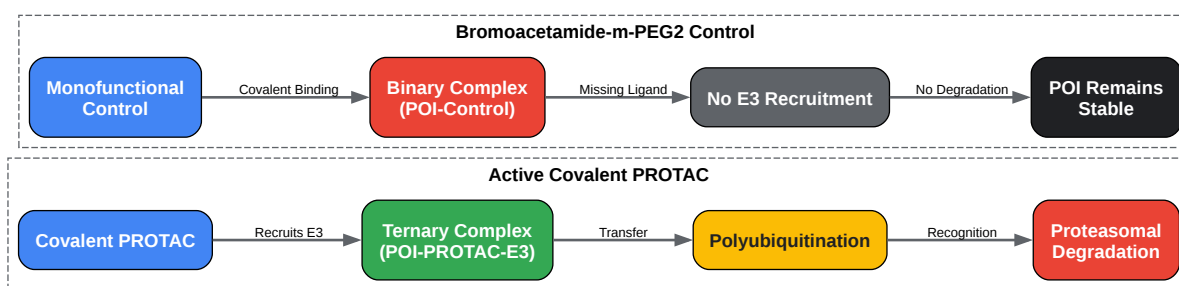 Bromoacetamide-m-PEG2 Control
Monofunctional
Control
Covalent Binding
Binary Complex
(POI-Control)
Missing Ligand
No E3 Recruitment
No Degradation
POI Remains
Stable
Active Covalent PROTAC
Covalent PROTAC
Recruits E3
Ternary Complex
(POI-PROTAC-E3)
Transfer
Polyubiquitination
Recognition
Proteasomal
Degradation